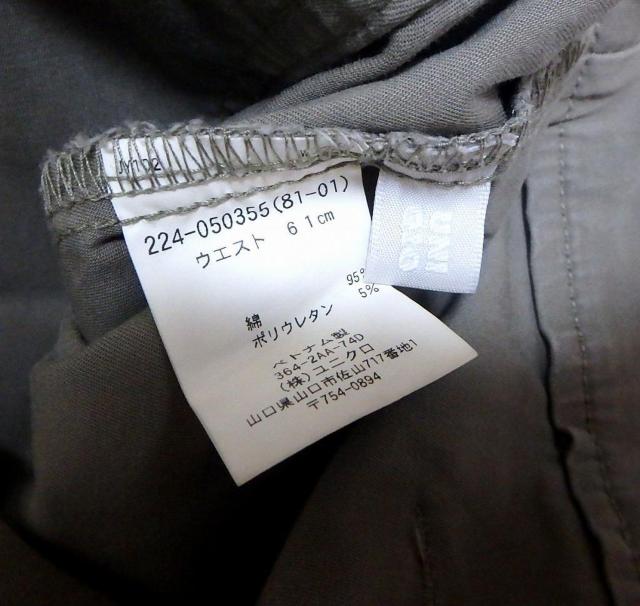 JY102
224-050355(81-01)
ウエスト 61cm
綿 95%
ポリウレタン 5%
ベトナム製
364-2AA-74D
(株)ユニクロ
山口県山口市佐山717番地1
〒754-0894
UNI
QLO